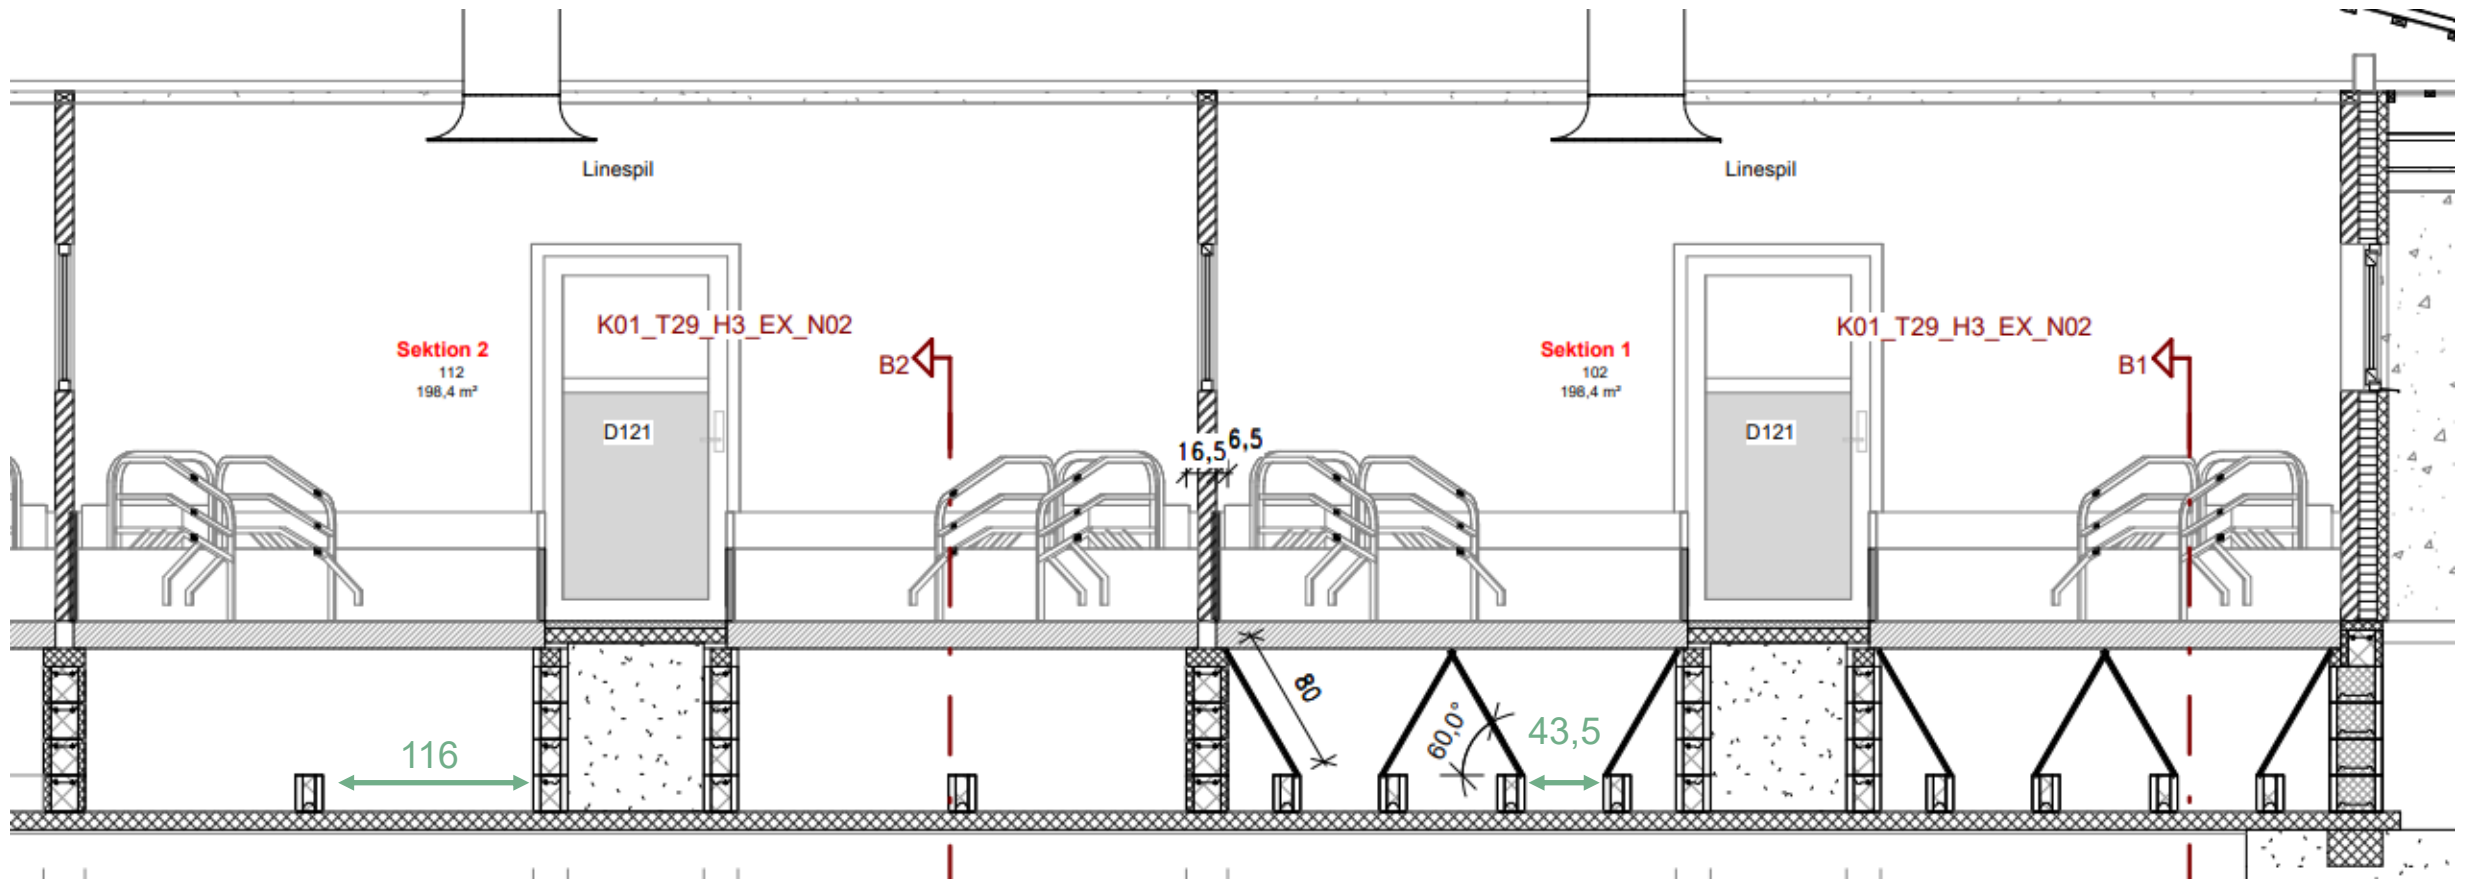 Linespil
Linespil
K01_T29_H3_EX_N02
K01_T29_H3_EX_N02
Sektion 2
112
198,4 m²
B2
Sektion 1
102
198,4 m²
B1
D121
D121
16,5
6,5
80
60,0°
116
43,5